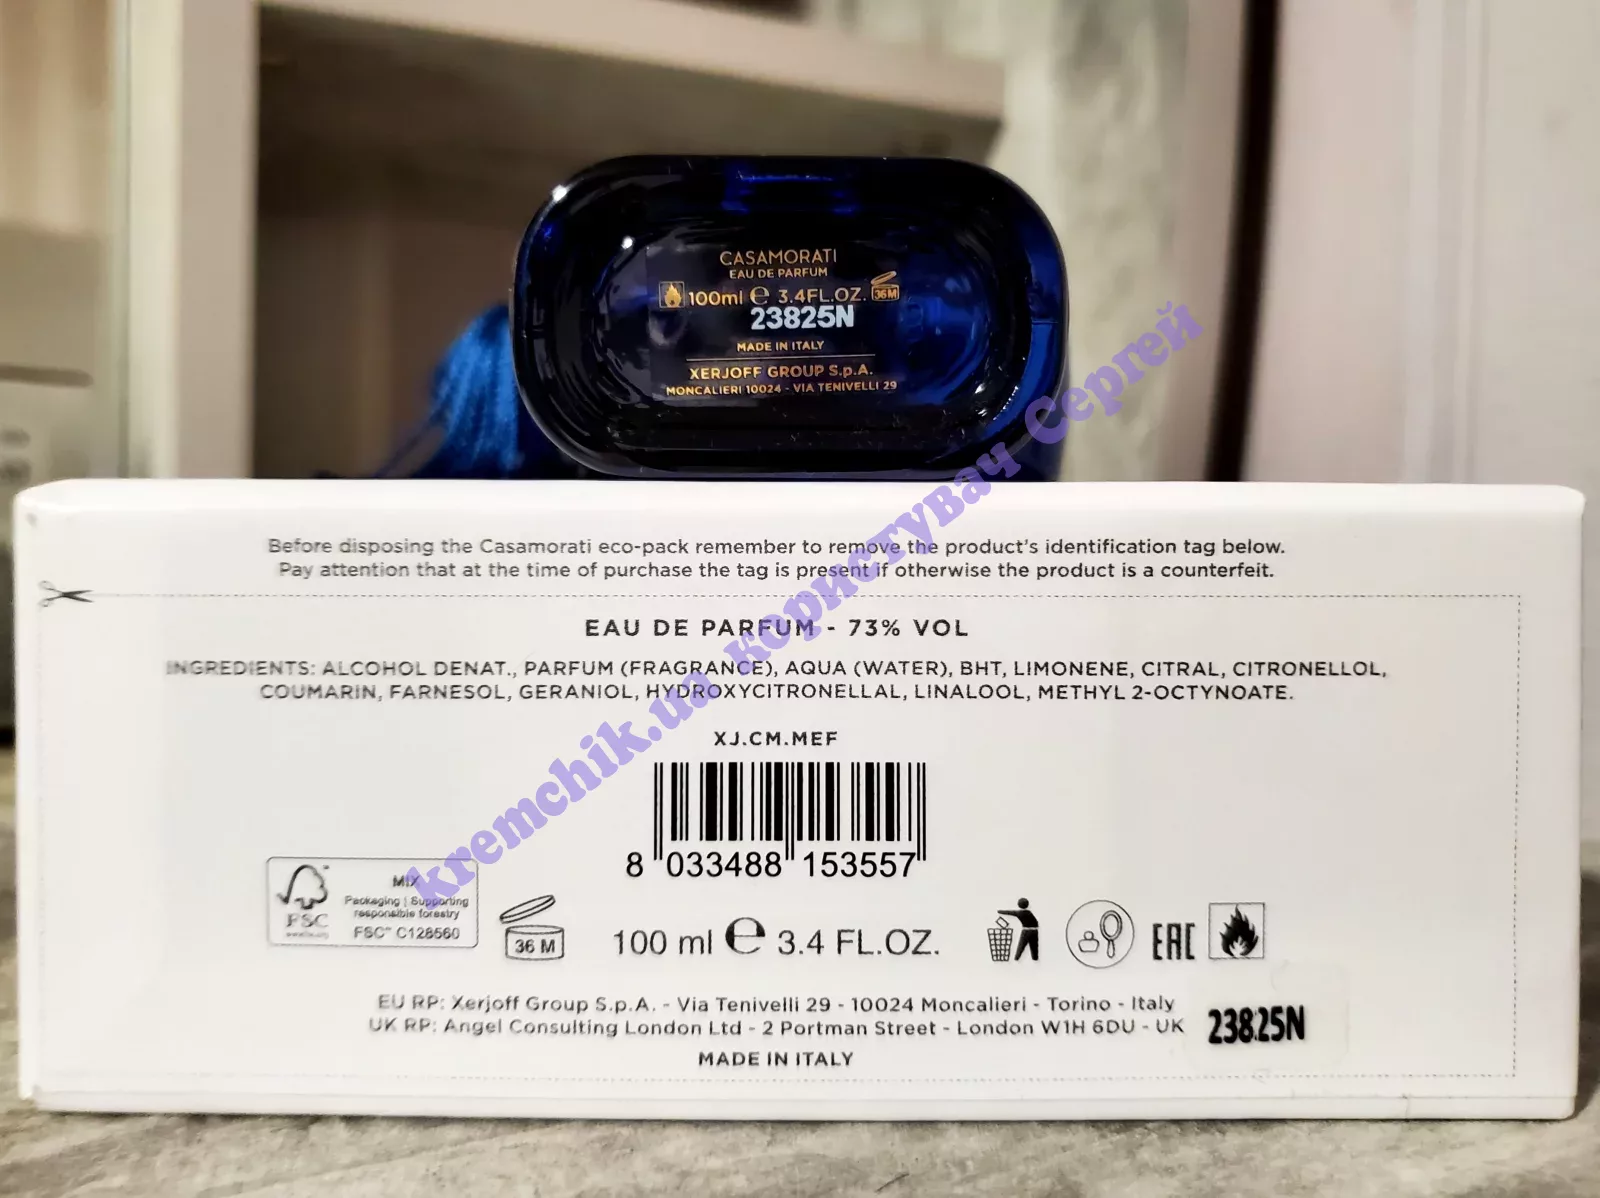 CASAMORATI
EAU DE PARFUM
100ml e 3.4FL.OZ. 36M
23825N
MADE IN ITALY
XERJOFF GROUP S.p.A.
MONCALIERI 10024 - VIA TENIVELLI 29
Before disposing the Casamorati eco-pack remember to remove the product's identification tag below.
Pay attention that at the time of purchase the tag is present if otherwise the product is a counterfeit.
EAU DE PARFUM - 73% VOL
INGREDIENTS: ALCOHOL DENAT., PARFUM (FRAGRANCE), AQUA (WATER), BHT, LIMONENE, CITRAL, CITRONELLOL,
COUMARIN, FARNESOL, GERANIOL, HYDROXYCITRONELLAL, LINALOOL, METHYL 2-OCTYNOATE.
XJ.CM.MEF
8 033488 153557
MIX
Packaging | Supporting
responsible forestry
FSC™ C128560
FSC
36 M
100 ml e 3.4 FL.OZ.
EAC
EU RP: Xerjoff Group S.p.A. - Via Tenivelli 29 - 10024 Moncalieri - Torino - Italy
UK RP: Angel Consulting London Ltd - 2 Portman Street - London W1H 6DU - UK
23825N
MADE IN ITALY
kremchik.ua користувач Сергей